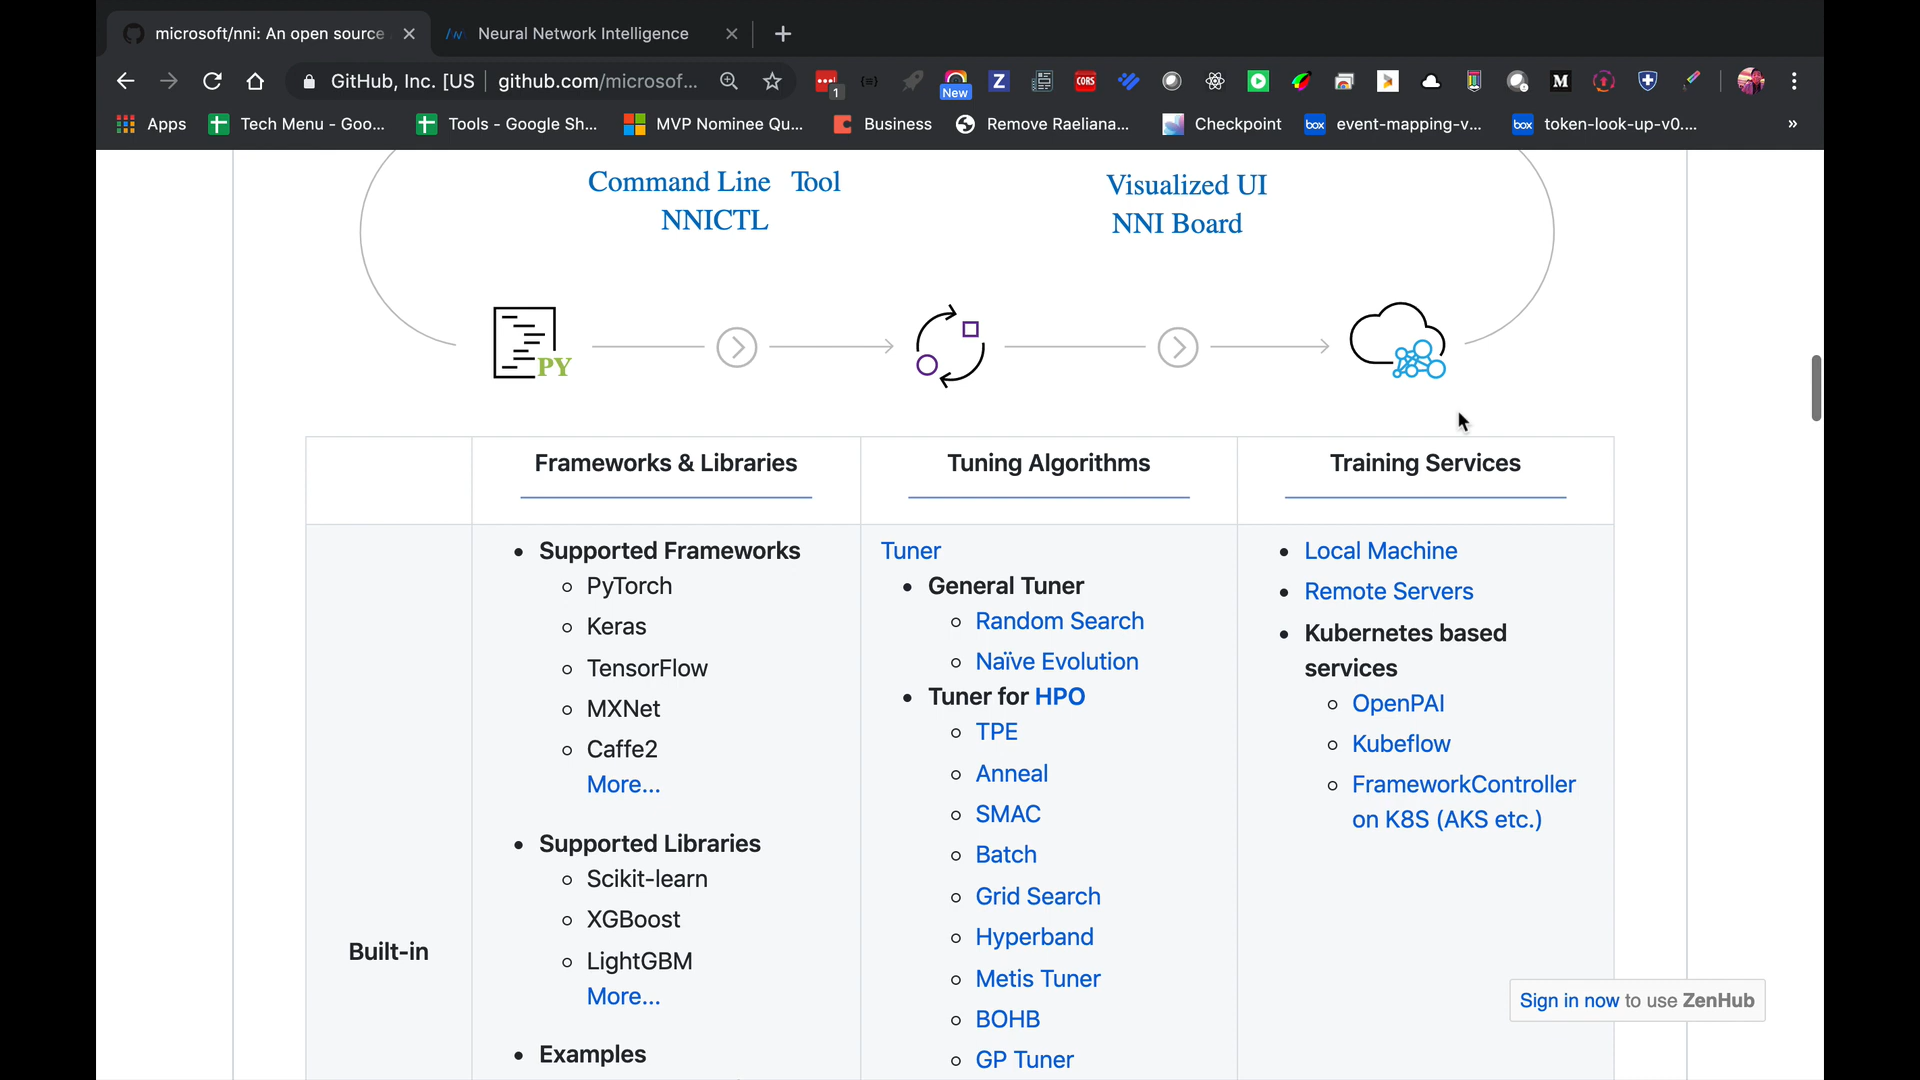 microsoft/nni: An open source
Neural Network Intelligence
GitHub, Inc. [US
github.com/microsof...
1
New
Z
CORS
M
Apps
Tech Menu - Goo...
Tools - Google Sh...
MVP Nominee Qu...
Business
Remove Raeliana...
Checkpoint
box
event-mapping-v...
box
token-look-up-v0....
»
Command Line Tool
NNICTL
Visualized UI
NNI Board
PY
Frameworks & Libraries
Tuning Algorithms
Training Services
Built-in
Supported Frameworks
PyTorch
Keras
TensorFlow
MXNet
Caffe2
More...
Supported Libraries
Scikit-learn
XGBoost
LightGBM
More...
Examples
Tuner
General Tuner
Random Search
Naïve Evolution
Tuner for HPO
TPE
Anneal
SMAC
Batch
Grid Search
Hyperband
Metis Tuner
BOHB
GP Tuner
Local Machine
Remote Servers
Kubernetes based
services
OpenPAI
Kubeflow
FrameworkController
on K8S (AKS etc.)
Sign in now to use ZenHub